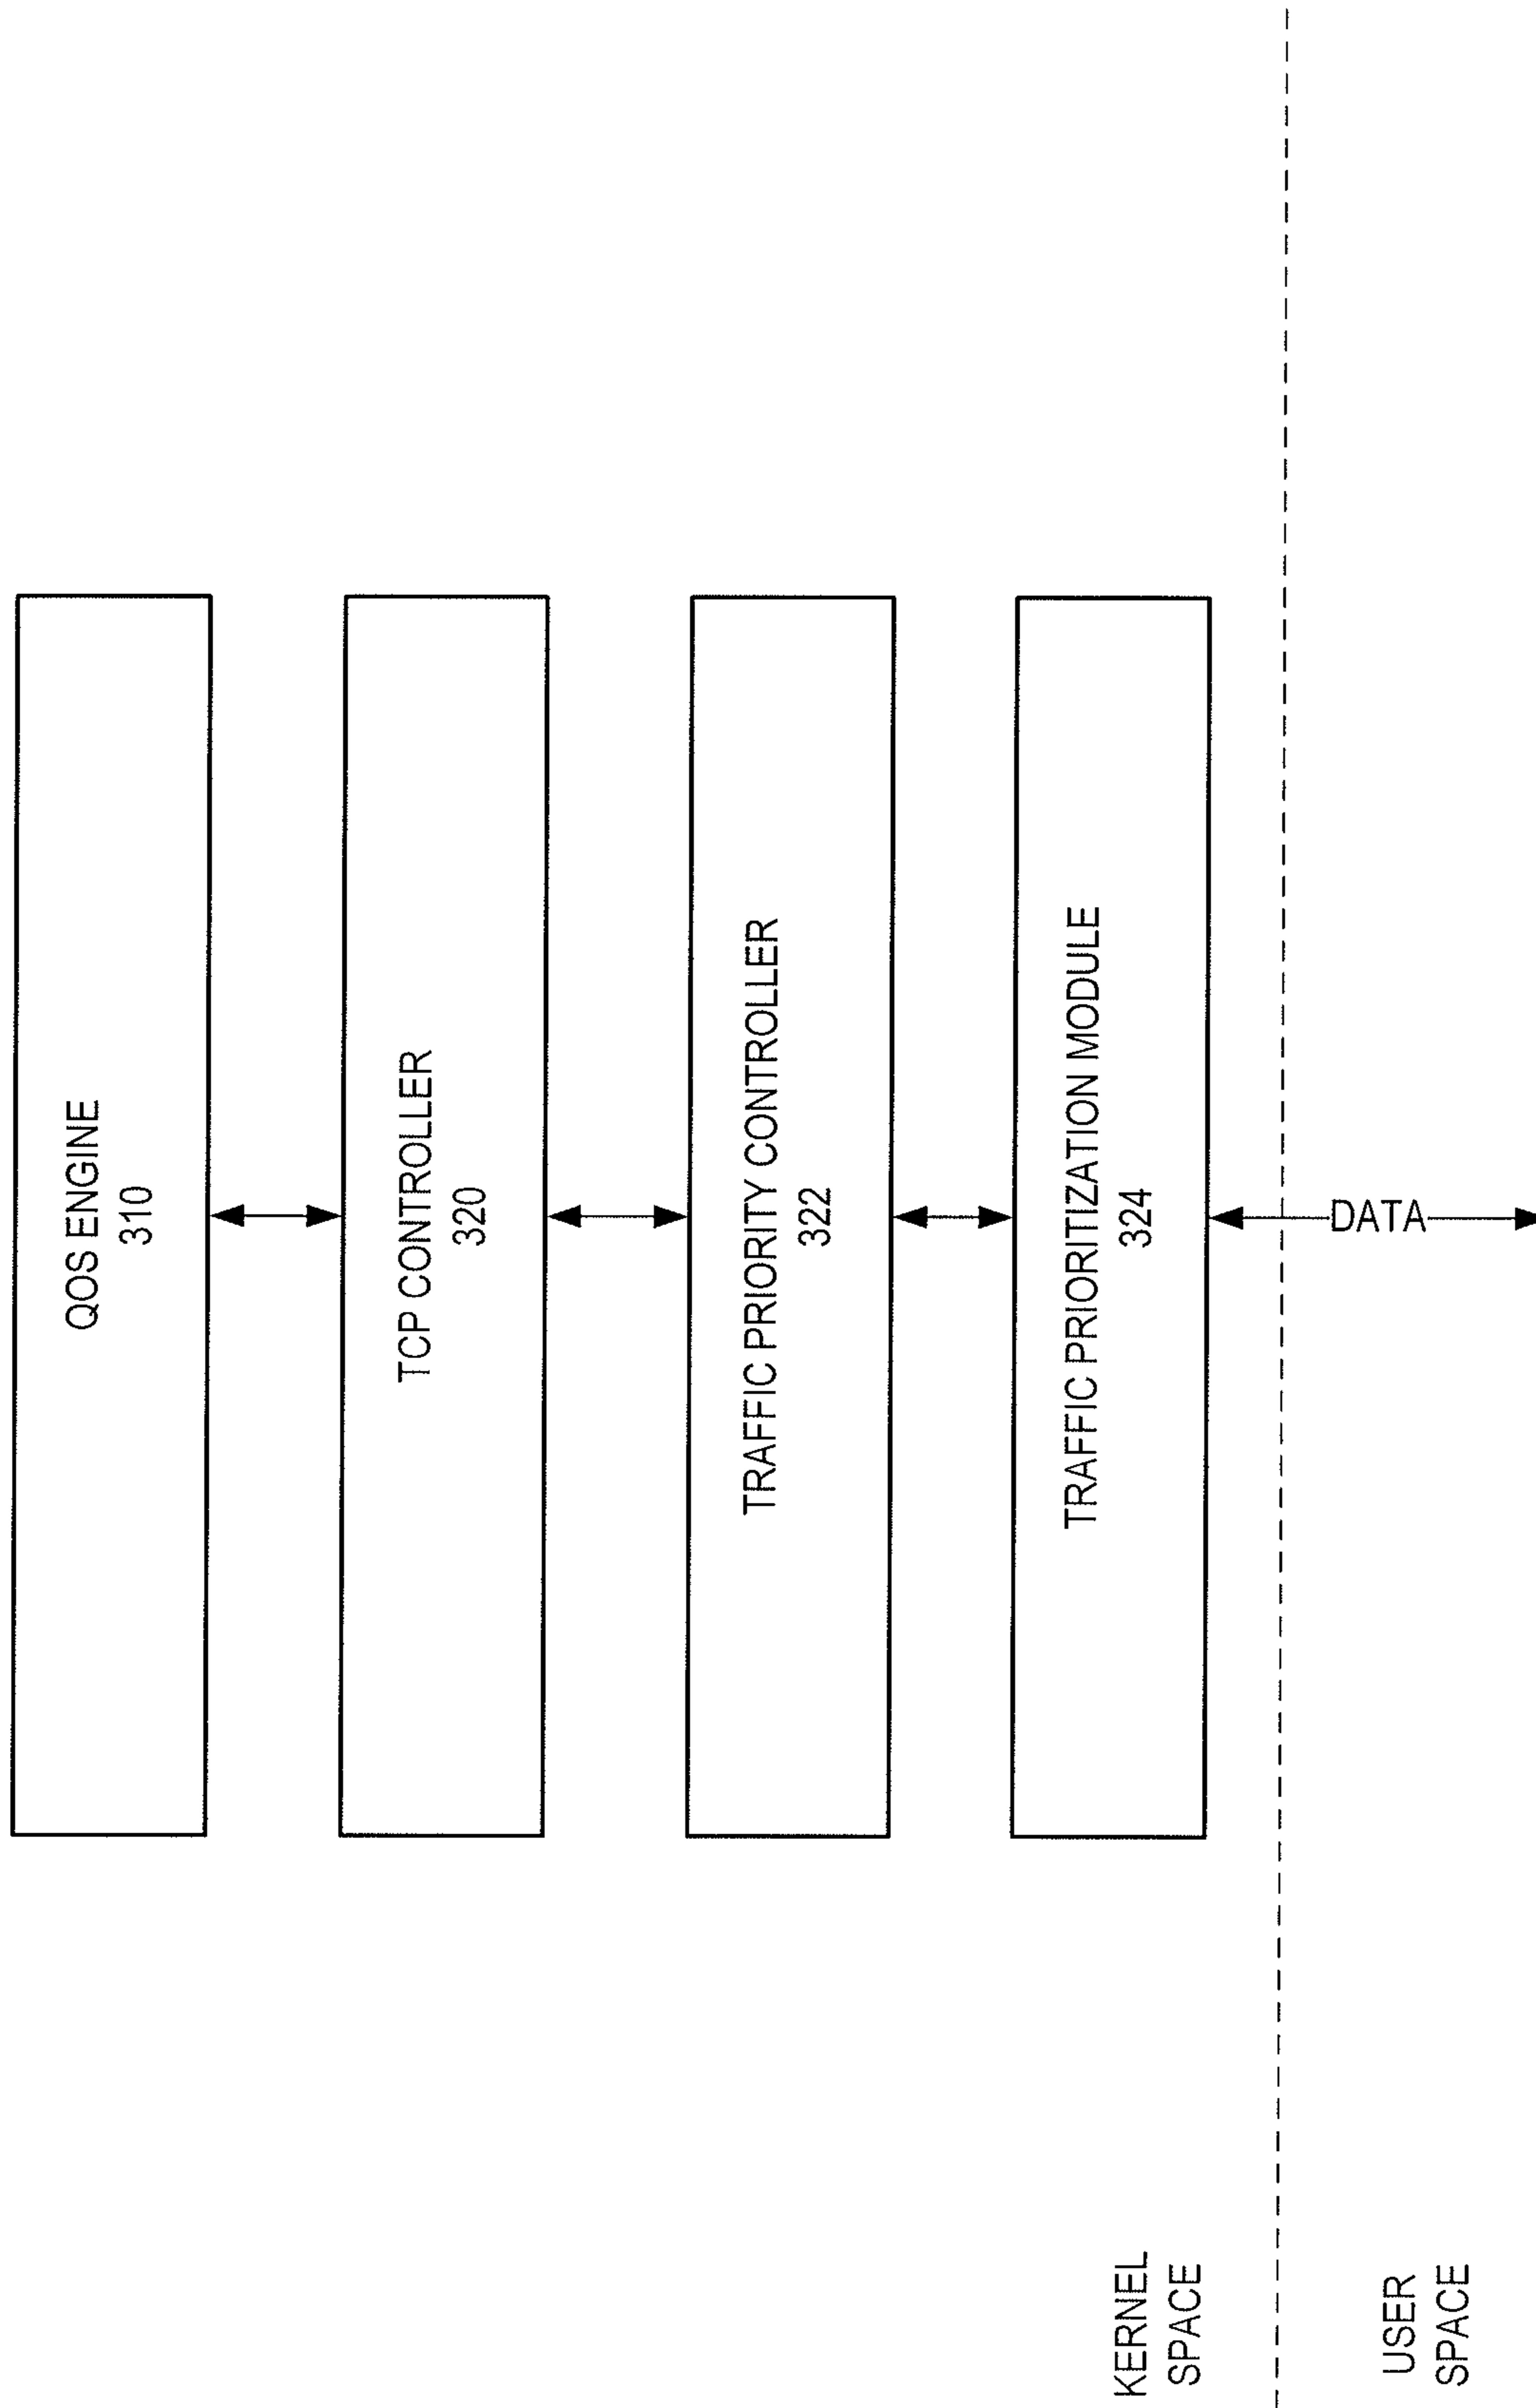 QOS ENGINE
310
TCP CONTROLLER
320
TRAFFIC PRIORITY CONTROLLER
322
TRAFFIC PRIORITIZATION MODULE
324
KERNEL
SPACE
DATA
USER
SPACE